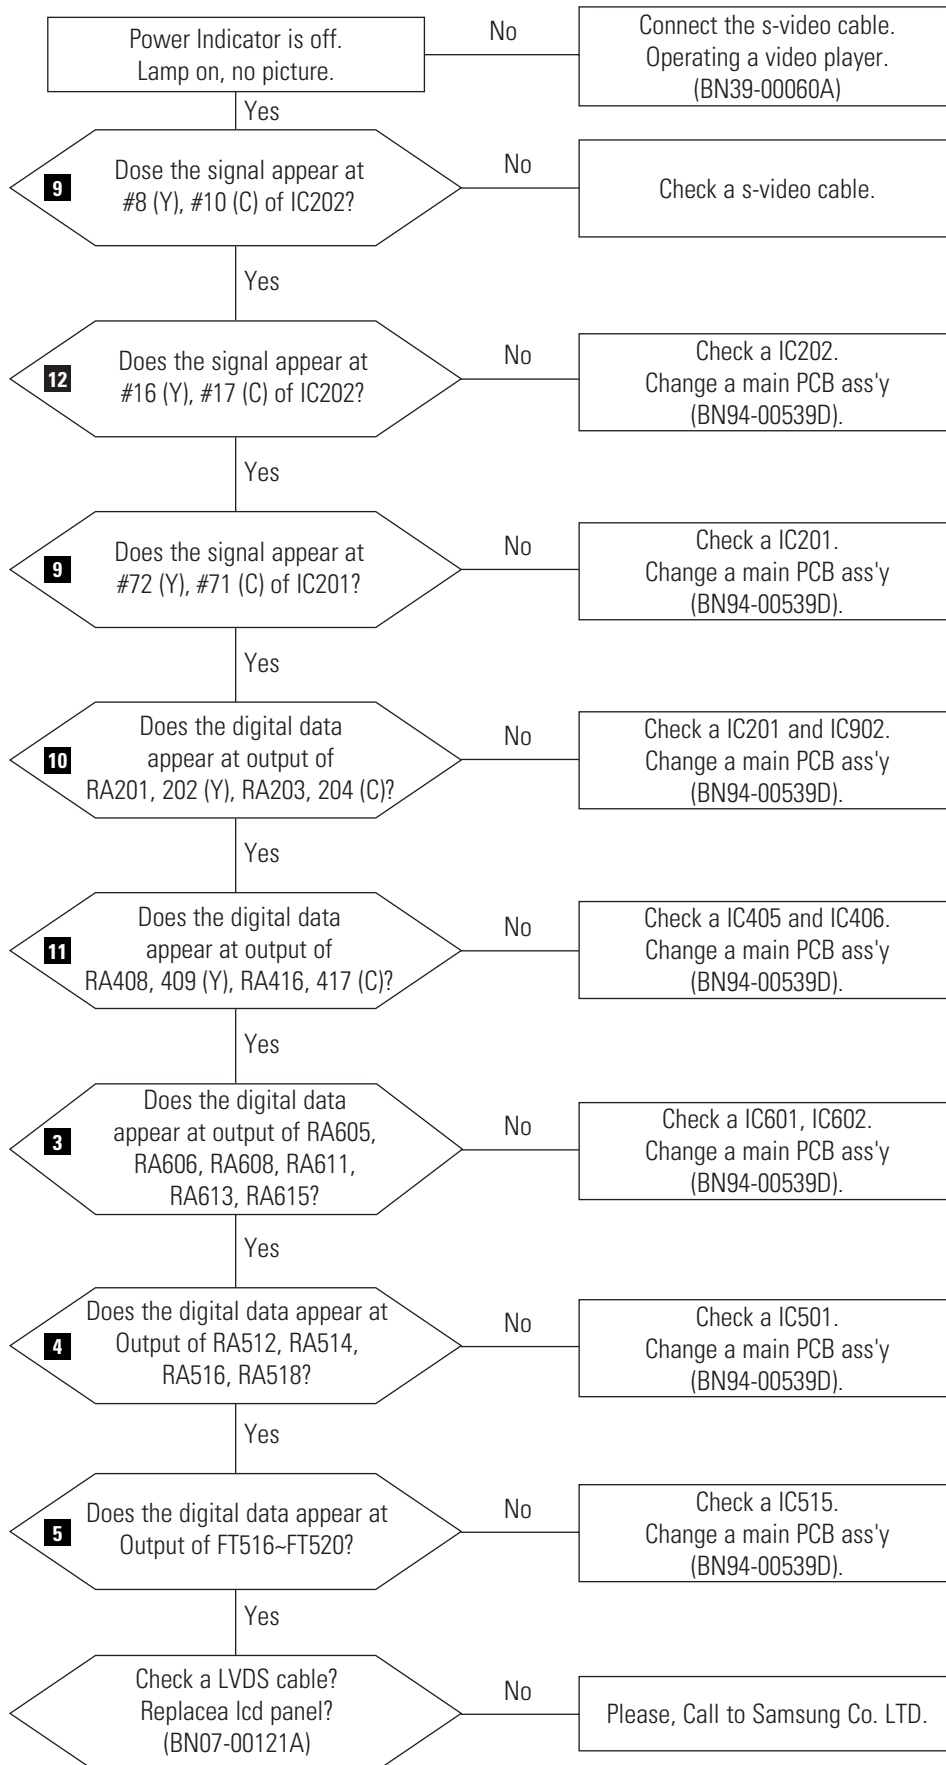 Power Indicator is off.
Lamp on, no picture.
No
Connect the s-video cable.
Operating a video player.
(BN39-00060A)
Yes
9
Dose the signal appear at
#8 (Y), #10 (C) of IC202?
No
Check a s-video cable.
Yes
12
Does the signal appear at
#16 (Y), #17 (C) of IC202?
No
Check a IC202.
Change a main PCB ass'y
(BN94-00539D).
Yes
9
Does the signal appear at
#72 (Y), #71 (C) of IC201?
No
Check a IC201.
Change a main PCB ass'y
(BN94-00539D).
Yes
10
Does the digital data
appear at output of
RA201, 202 (Y), RA203, 204 (C)?
No
Check a IC201 and IC902.
Change a main PCB ass'y
(BN94-00539D).
Yes
11
Does the digital data
appear at output of
RA408, 409 (Y), RA416, 417 (C)?
No
Check a IC405 and IC406.
Change a main PCB ass'y
(BN94-00539D).
Yes
3
Does the digital data
appear at output of RA605,
RA606, RA608, RA611,
RA613, RA615?
No
Check a IC601, IC602.
Change a main PCB ass'y
(BN94-00539D).
Yes
4
Does the digital data appear at
Output of RA512, RA514,
RA516, RA518?
No
Check a IC501.
Change a main PCB ass'y
(BN94-00539D).
Yes
5
Does the digital data appear at
Output of FT516~FT520?
No
Check a IC515.
Change a main PCB ass'y
(BN94-00539D).
Yes
Check a LVDS cable?
Replacea lcd panel?
(BN07-00121A)
No
Please, Call to Samsung Co. LTD.